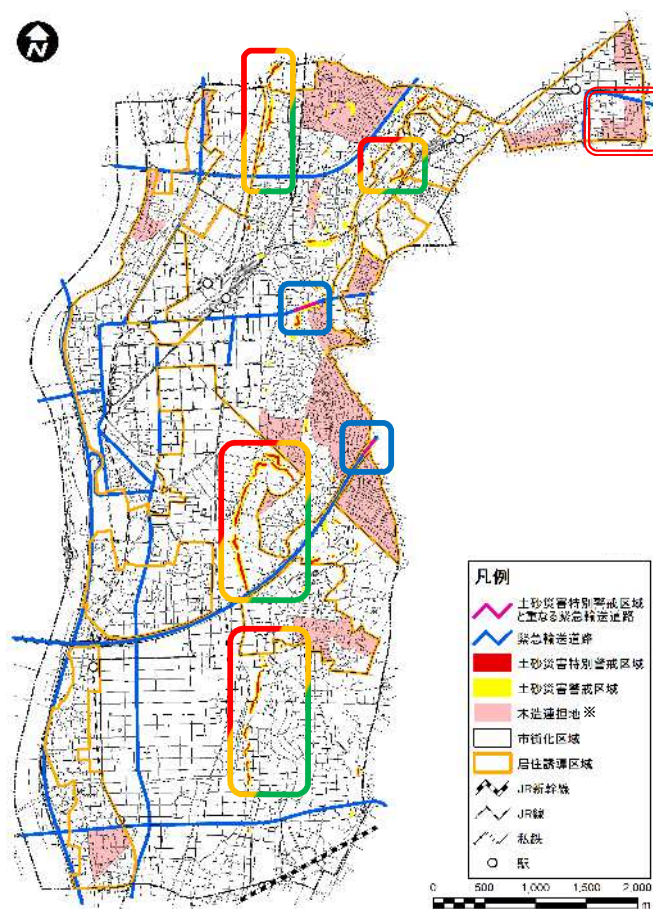 N
凡例
土砂災害特別警戒区域
と重なる緊急輸送道路
緊急輸送道路
土砂災害特別警戒区域
土砂災害警戒区域
木造連担地※
市街化区域
居住誘導区域
JR新幹線
JR線
私鉄
駅
0 500 1,000 1,500 2,000
m